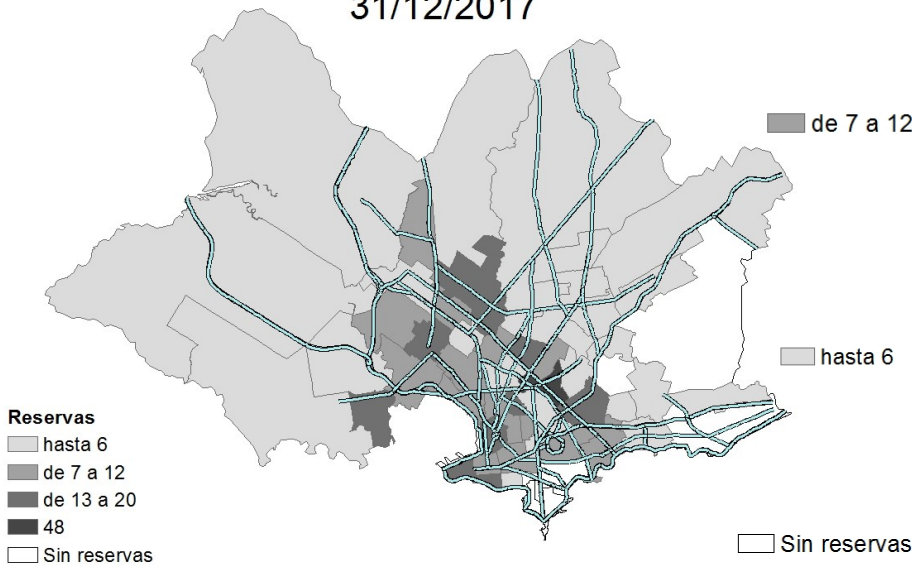 31/12/2017
de 7 a 12
hasta 6
Reservas
hasta 6
de 7 a 12
de 13 a 20
48
Sin reservas
Sin reservas